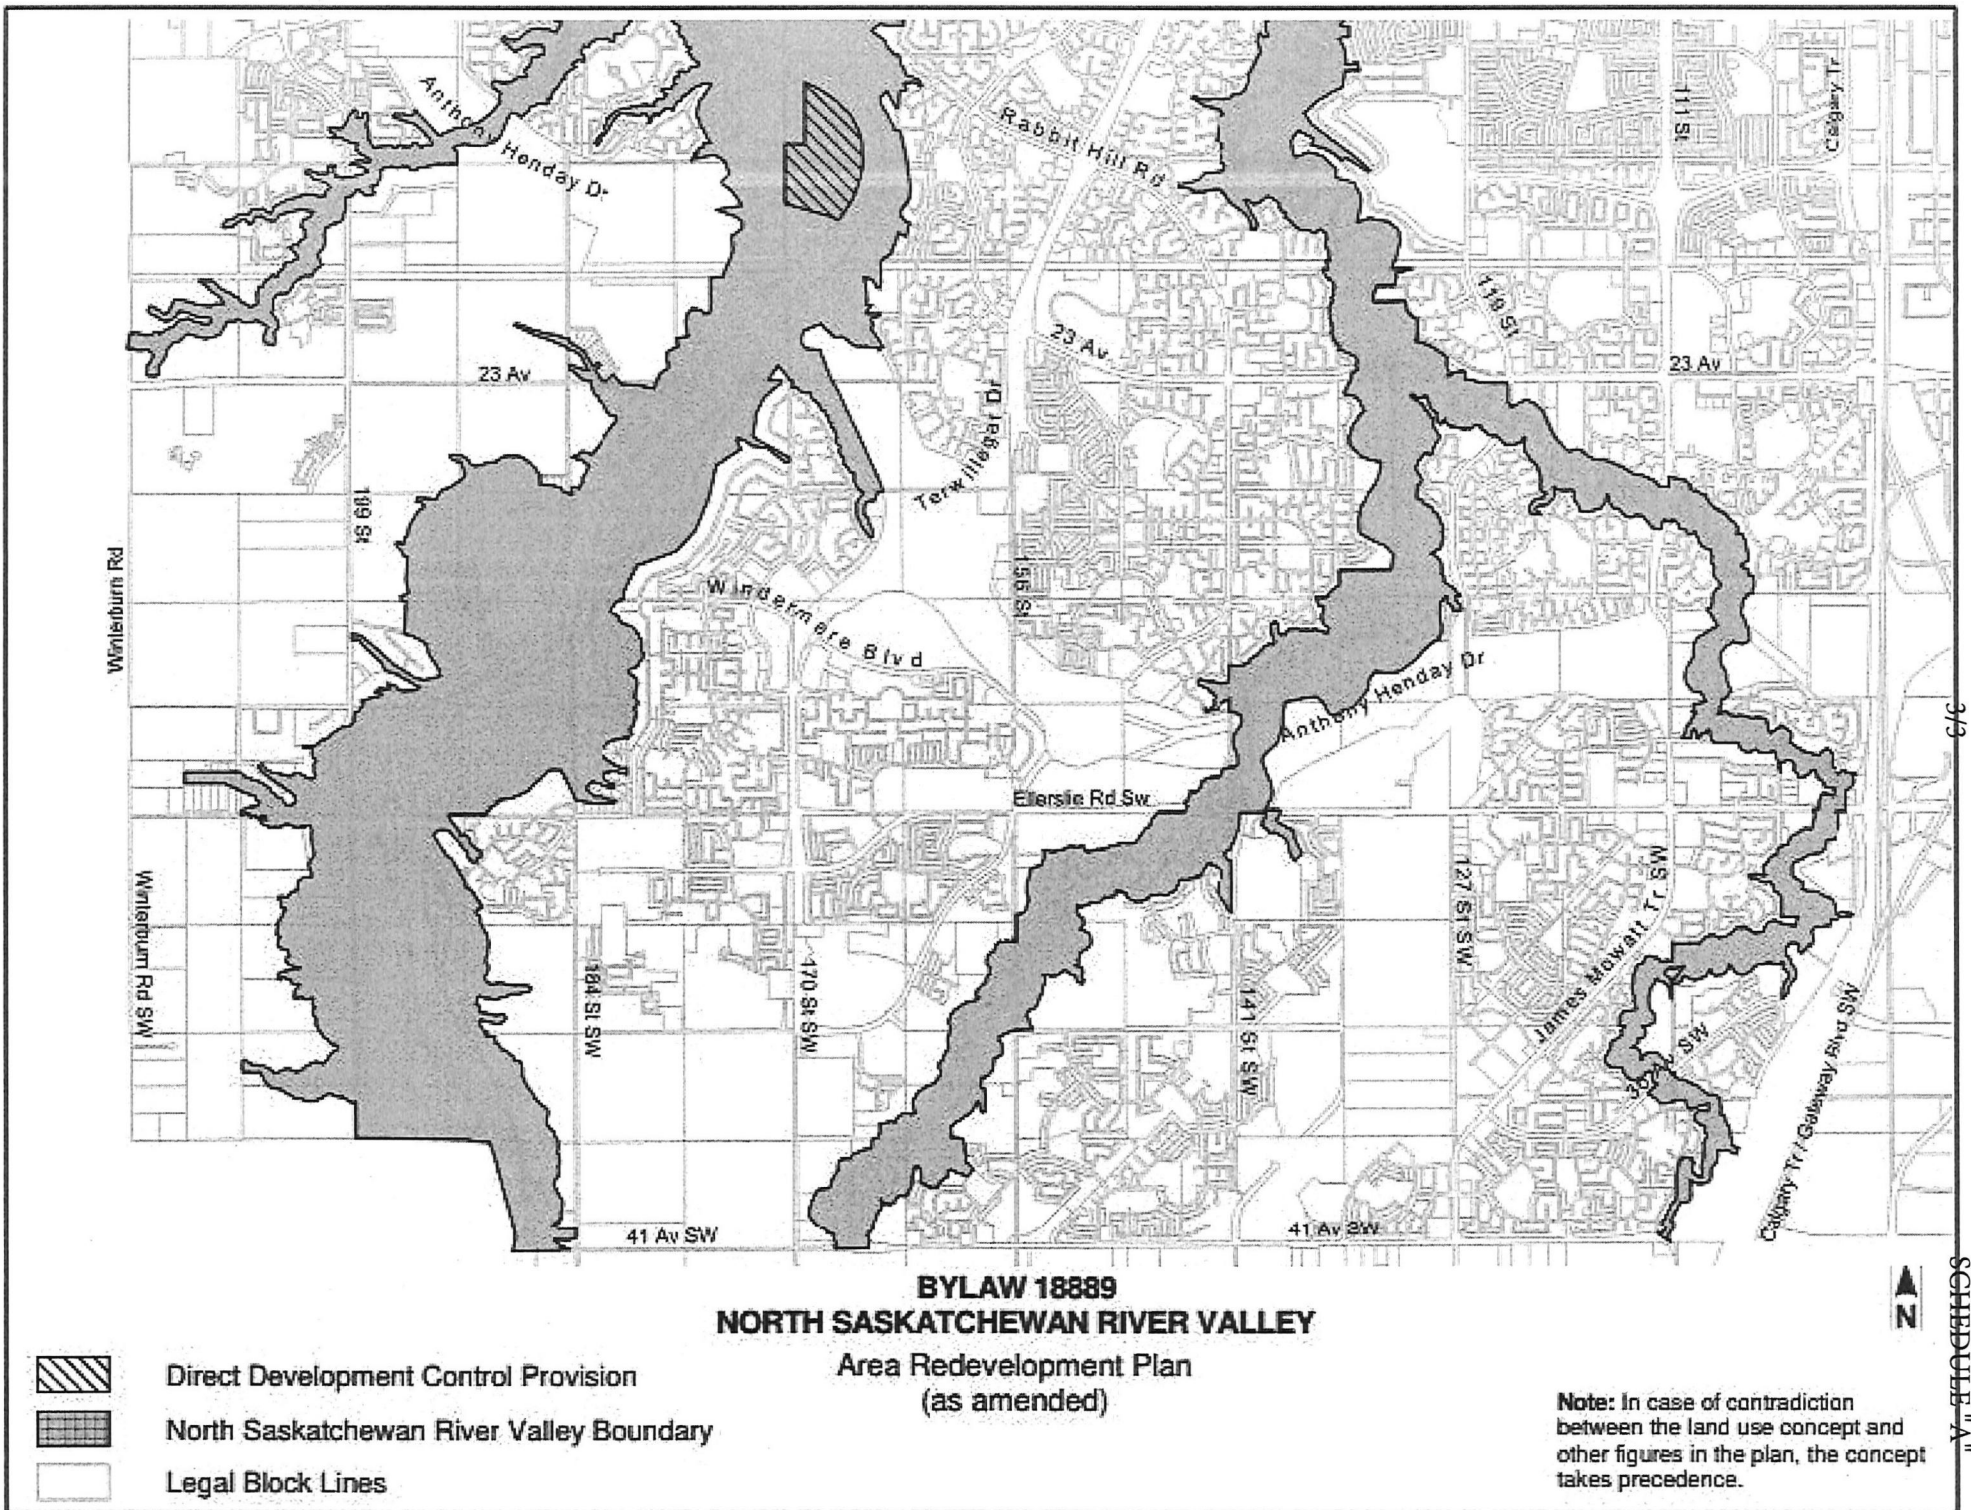 Anthony Henday Dr
Rabbit Hill Rd
111 St
Calgary Tr
119 St
23 Av
23 Av
23 Av
Terwillegar Dr
199 St
Winterburn Rd
156 St
Windermere Blvd
Anthony Henday Dr
3/3
Ellerslie Rd Sw
Winterburn Rd SW
127 St SW
James Mowatt Tr SW
184 St SW
170 St SW
141 St SW
SW
Calgary Tr / Gateway Blvd SW
41 Av SW
41 Av SW
BYLAW 18889
NORTH SASKATCHEWAN RIVER VALLEY
Area Redevelopment Plan
(as amended)
N
SCHEDULE "A"
Direct Development Control Provision
North Saskatchewan River Valley Boundary
Legal Block Lines
Note: In case of contradiction
between the land use concept and
other figures in the plan, the concept
takes precedence.